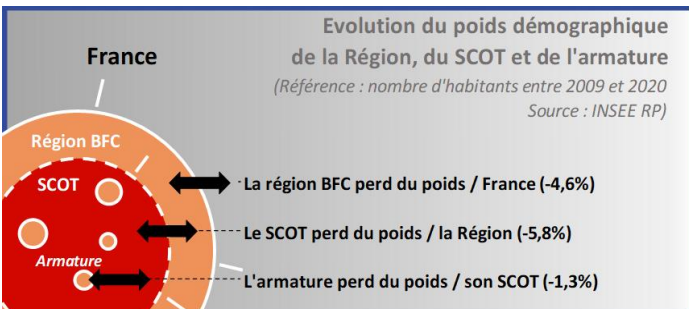 Evolution du poids démographique
de la Région, du SCOT et de l'armature
(Référence : nombre d'habitants entre 2009 et 2020
Source : INSEE RP)
France
Région BFC
SCOT
Armature
La région BFC perd du poids / France (-4,6%)
Le SCOT perd du poids / la Région (-5,8%)
L'armature perd du poids / son SCOT (-1,3%)